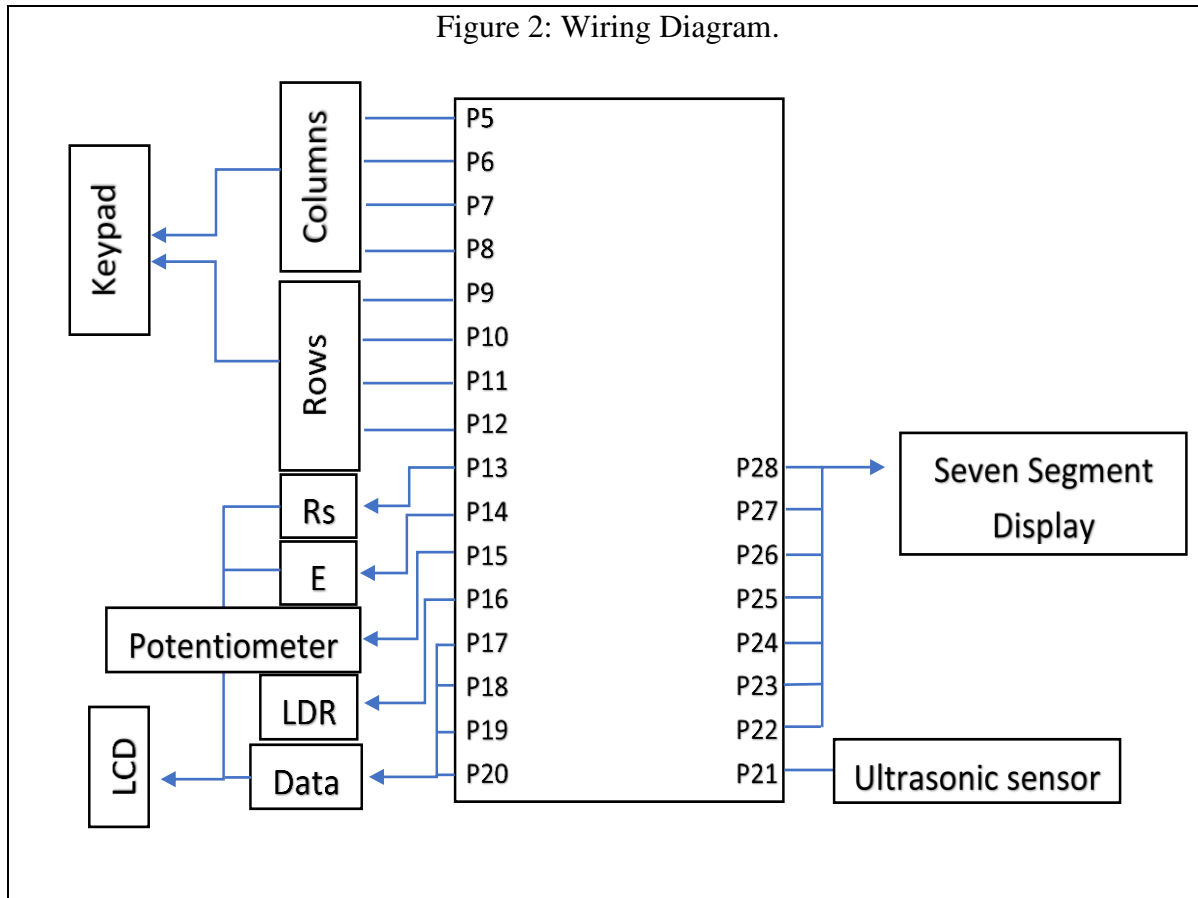 Figure 2: Wiring Diagram.
Keypad
Columns
Rows
Rs
E
Potentiometer
LDR
Data
LCD
P5
P6
P7
P8
P9
P10
P11
P12
P13
P14
P15
P16
P17
P18
P19
P20
P28
P27
P26
P25
P24
P23
P22
P21
Seven Segment
Display
Ultrasonic sensor